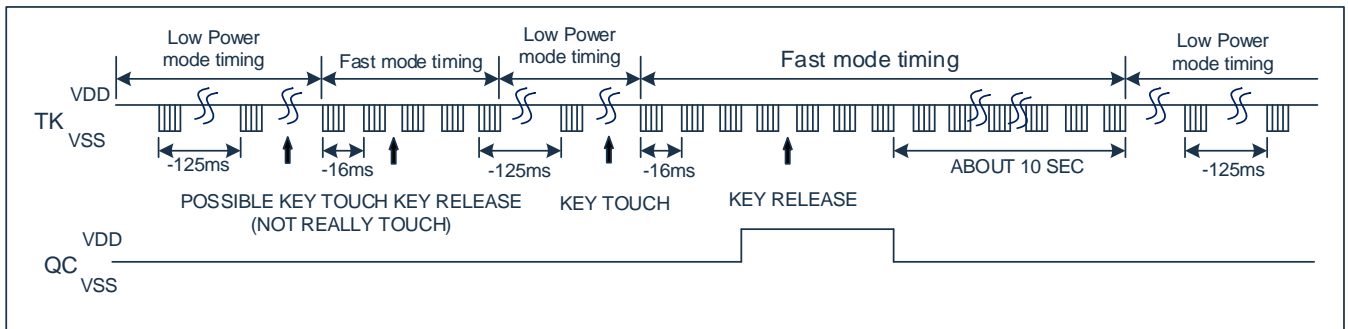 Low Power
mode timing
Fast mode timing
Low Power
mode timing
Fast mode timing
Low Power
mode timing
VDD
TK
VSS
-125ms
-16ms
-125ms
-16ms
ABOUT 10 SEC
-125ms
POSSIBLE KEY TOUCH KEY RELEASE
(NOT REALLY TOUCH)
KEY TOUCH
KEY RELEASE
VDD
QC
VSS